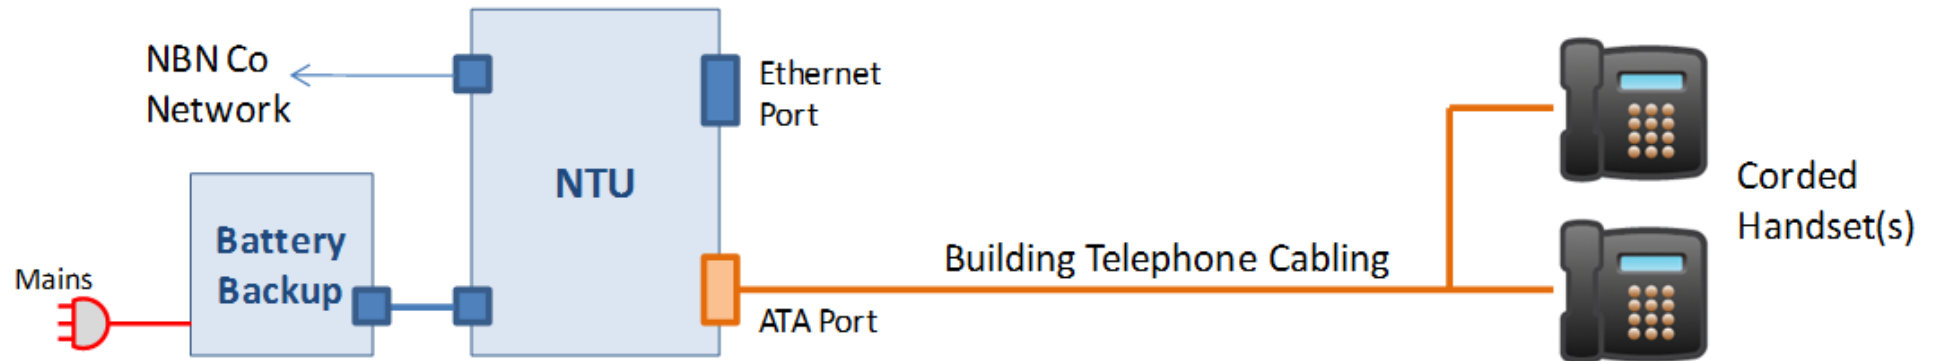 NBN Co
Network
Ethernet
Port
NTU
Battery
Backup
Mains
ATA Port
Building Telephone Cabling
Corded
Handset(s)